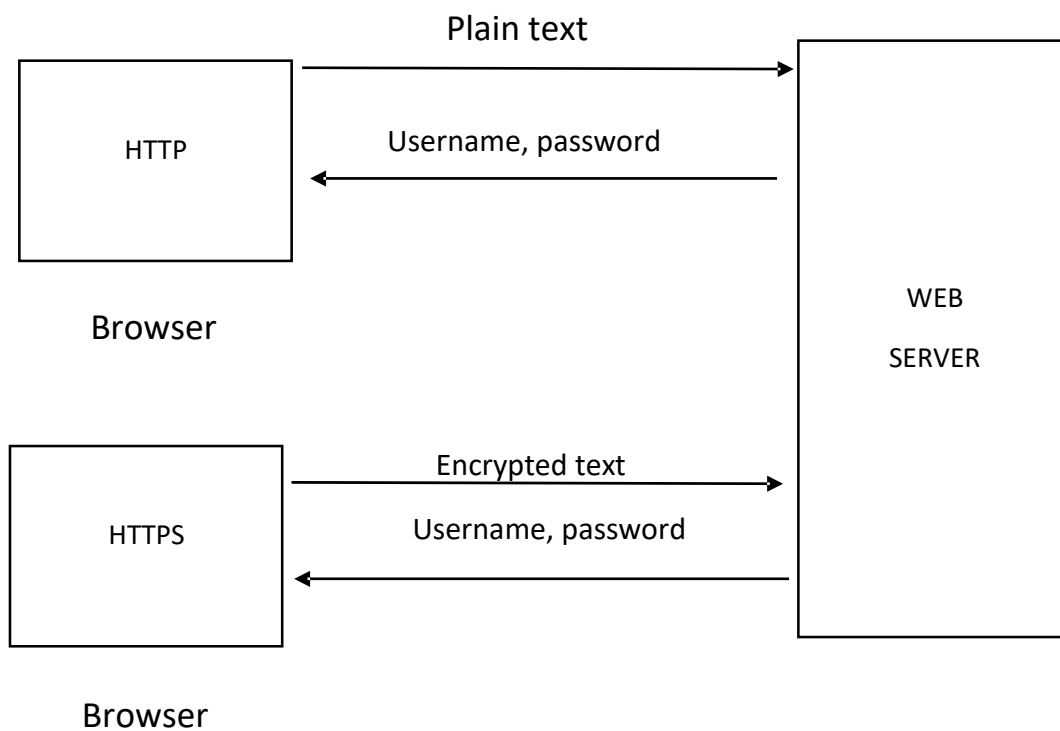 Plain text
HTTP
Username, password
Browser
WEB
SERVER
Encrypted text
HTTPS
Username, password
Browser